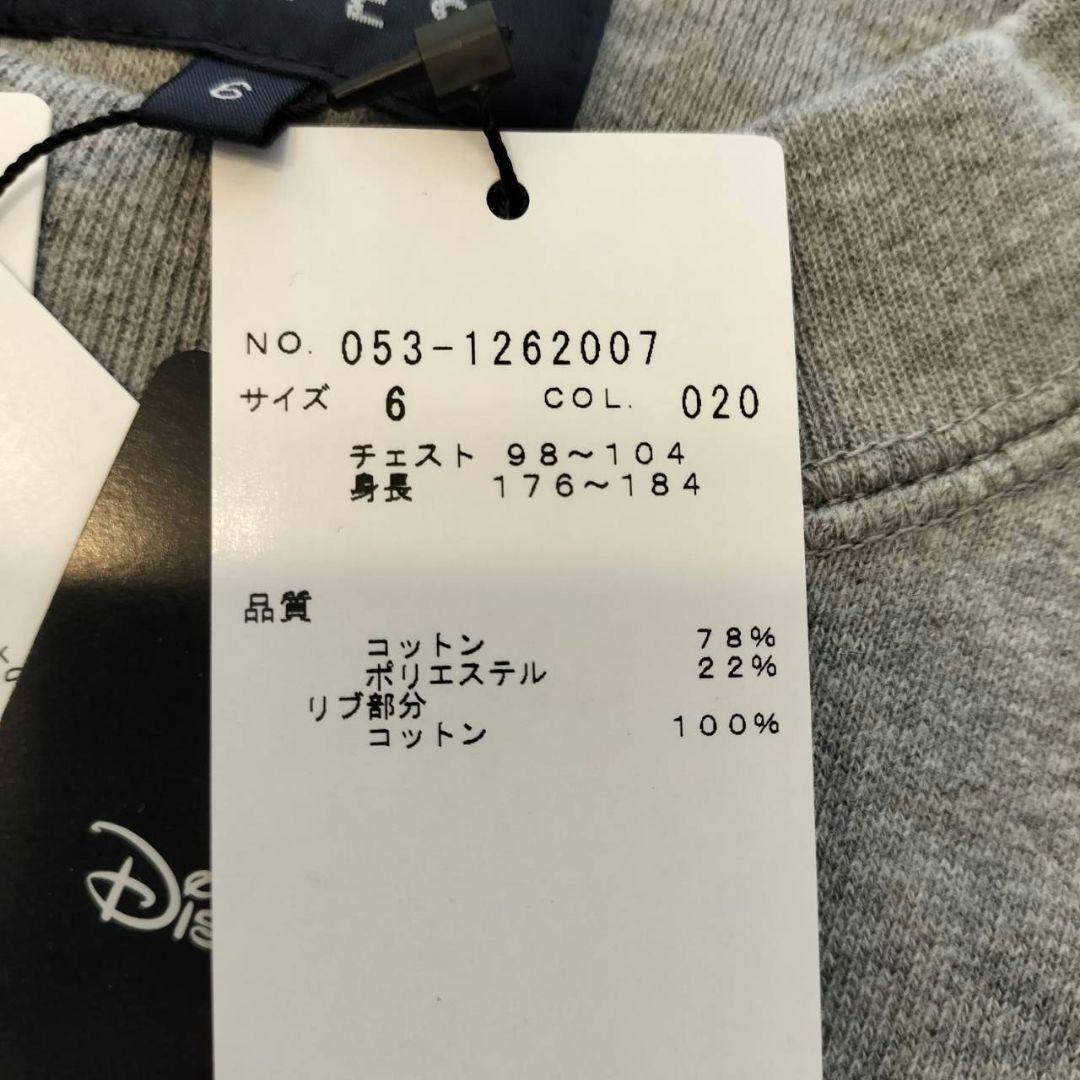 6
NO. 053-1262007
サイズ 6 COL. 020
チェスト 98〜104
身長 176〜184
品質
コットン 78%
ポリエステル 22%
リブ部分
コットン 100%